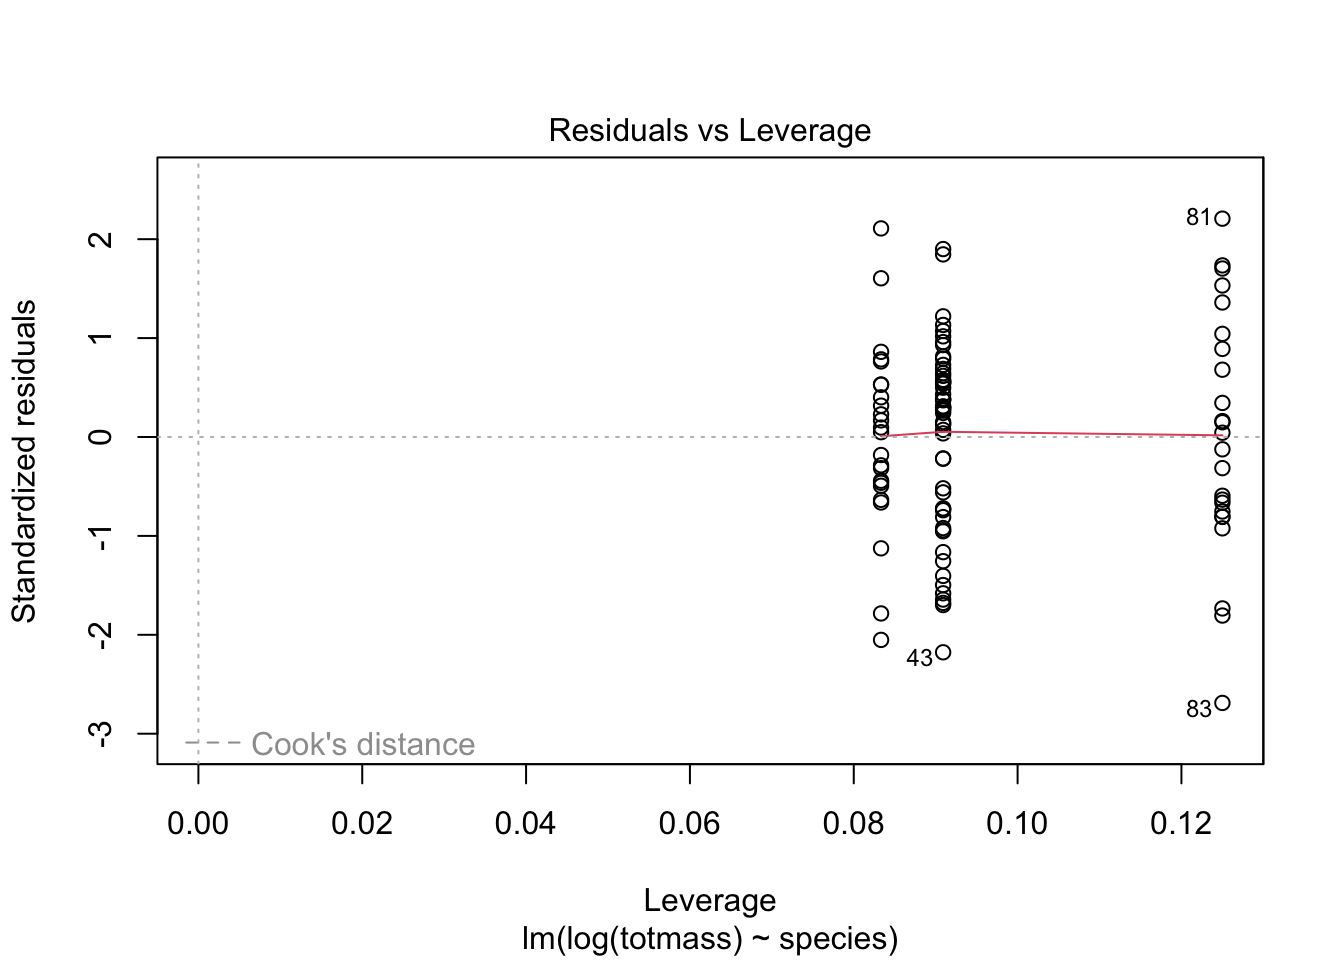 Residuals vs Leverage
Standardized residuals
2
1
0
-1
-2
-3
81
43
83
Cook's distance
0.00 0.02 0.04 0.06 0.08 0.10 0.12
Leverage
lm(log(totmass) ~ species)